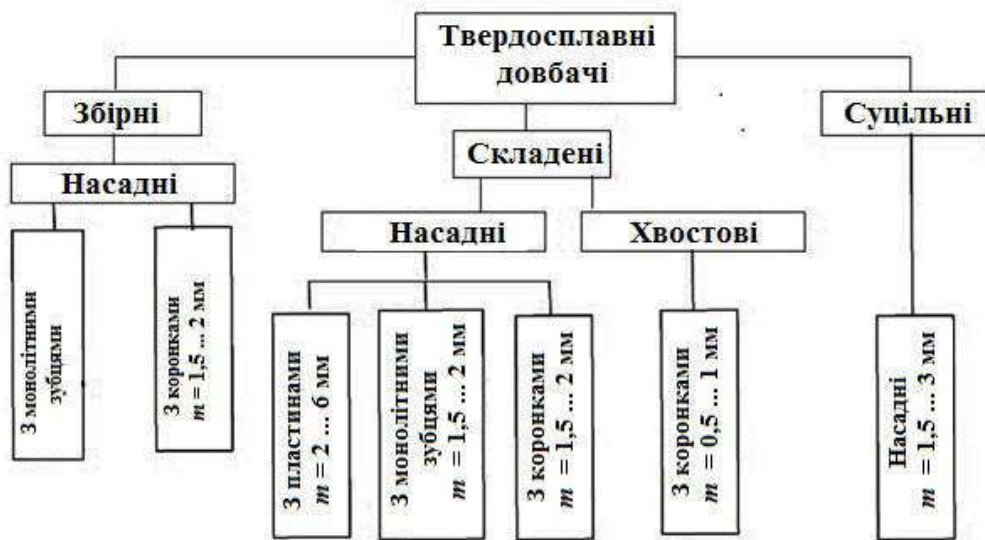 Твердосплавні
довбачі
Збірні
Суцільні
Складені
Насадні
Насадні
Хвостові
З монолітними
зубцями
З коронками
m = 1,5 ... 2 мм
З пластинами
m = 2 ... 6 мм
З монолітними
зубцями
m = 1,5 ... 2 мм
З коронками
m = 1,5 ... 2 мм
З коронками
m = 0,5 ... 1 мм
Насадні
m = 1,5 ... 3 мм